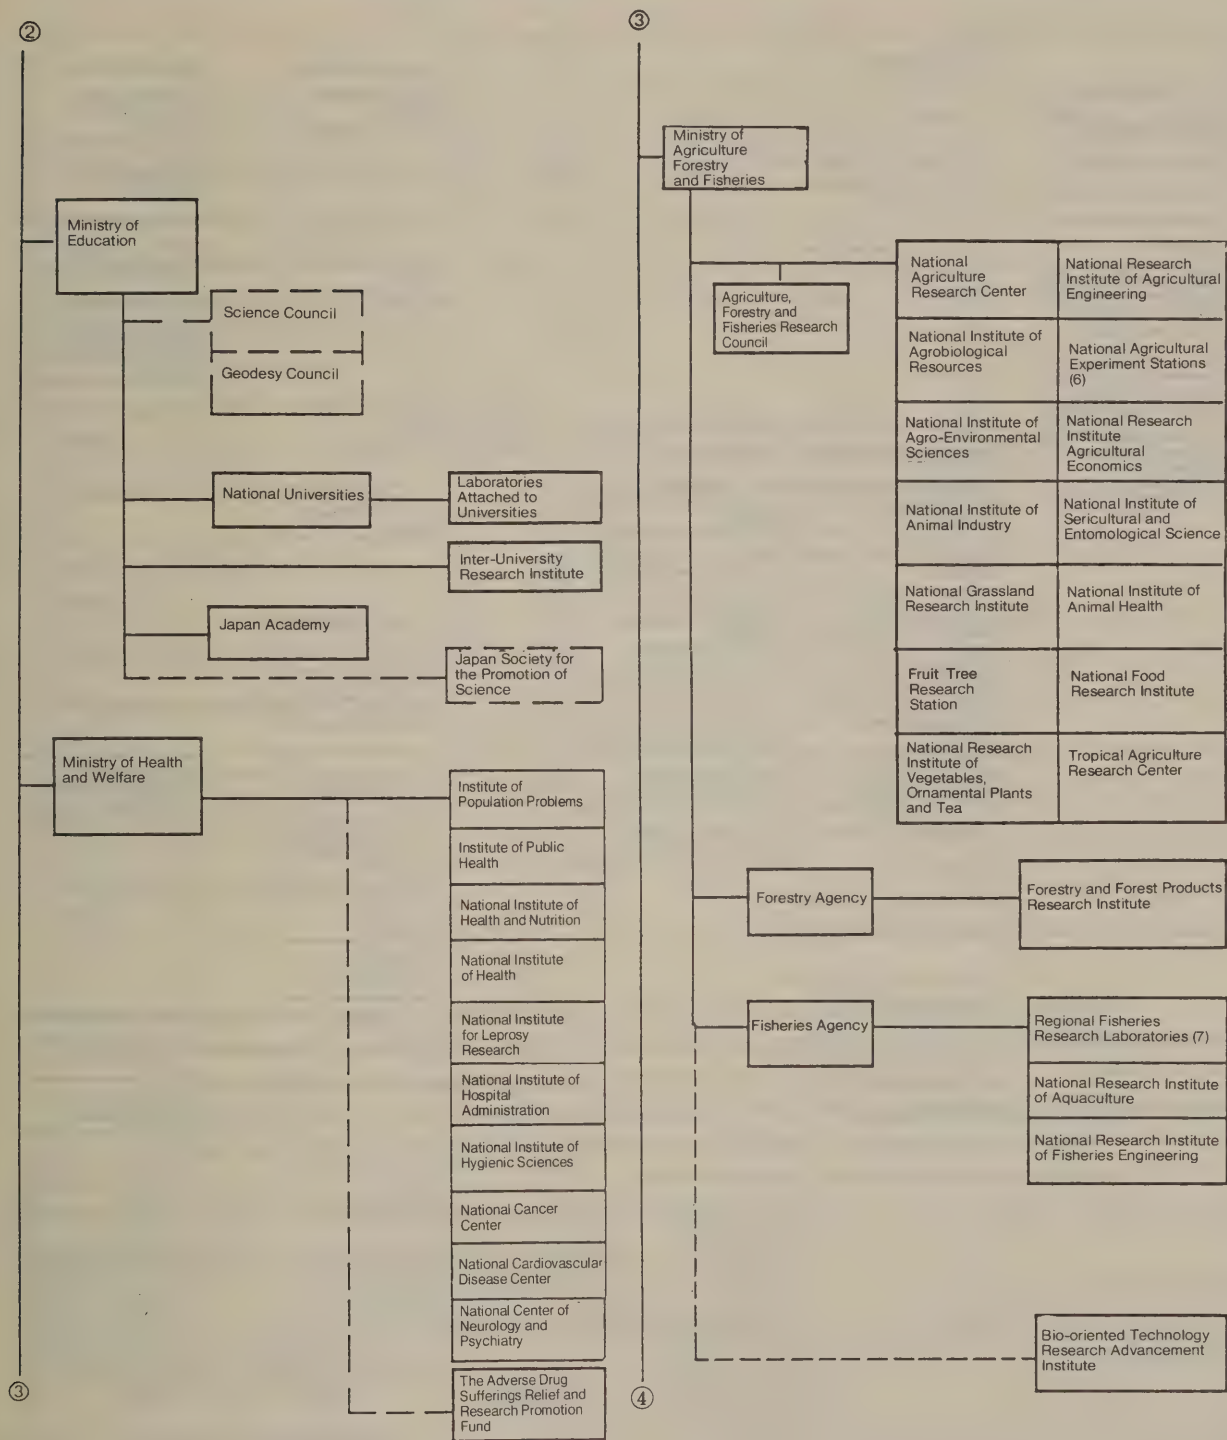 ②
Ministry of
Education
Science Council
Geodesy Council
National Universities
Laboratories
Attached to
Universities
Inter-University
Research Institute
Japan Academy
Japan Society for
the Promotion of
Science
Ministry of Health
and Welfare
Institute of
Population Problems
Institute of Public
Health
National Institute of
Health and Nutrition
National Institute
of Health
National Institute
for Leprosy
Research
National Institute of
Hospital
Administration
National Institute of
Hygienic Sciences
National Cancer
Center
National Cardiovascular
Disease Center
National Center of
Neurology and
Psychiatry
The Adverse Drug
Sufferings Relief and
Research Promotion
Fund
③
③
Ministry of
Agriculture
Forestry
and Fisheries
Agriculture,
Forestry and
Fisheries Research
Council
National
Agriculture
Research Center
National Research
Institute of Agricultural
Engineering
National Institute of
Agrobiological
Resources
National Agricultural
Experiment Stations
(6)
National Institute of
Agro-Environmental
Sciences
National Research
Institute
Agricultural
Economics
National Institute of
Animal Industry
National Institute of
Sericultural and
Entomological Science
National Grassland
Research Institute
National Institute of
Animal Health
Fruit Tree
Research
Station
National Food
Research Institute
National Research
Institute of
Vegetables,
Ornamental Plants
and Tea
Tropical Agriculture
Research Center
Forestry Agency
Forestry and Forest Products
Research Institute
Fisheries Agency
Regional Fisheries
Research Laboratories (7)
National Research Institute
of Aquaculture
National Research Institute
of Fisheries Engineering
Bio-oriented Technology
Research Advancement
Institute
④